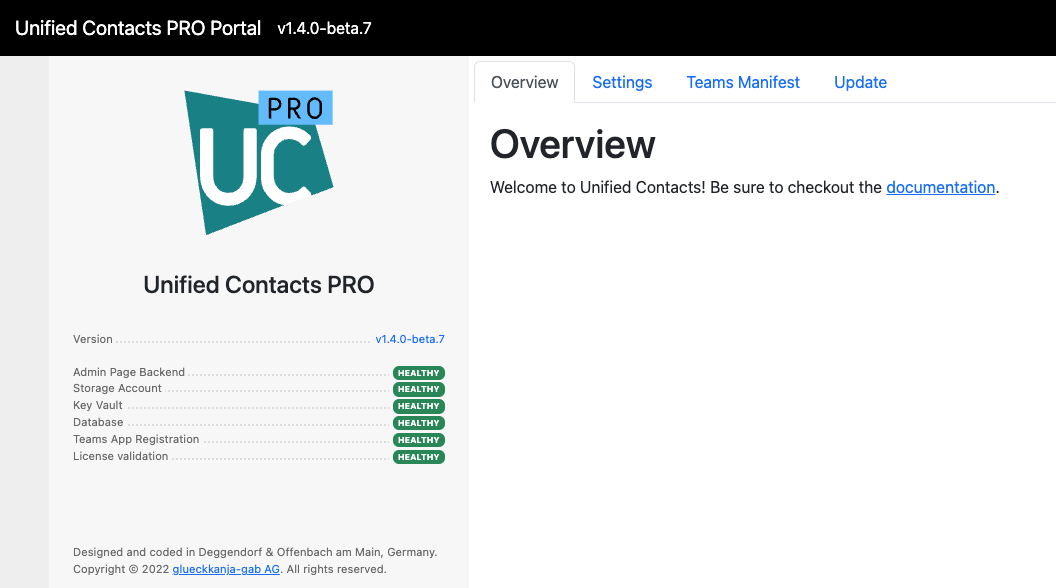 Unified Contacts PRO Portal v1.4.0-beta.7
PRO
UC
Unified Contacts PRO
Version v1.4.0-beta.7
Admin Page Backend HEALTHY
Storage Account HEALTHY
Key Vault HEALTHY
Database HEALTHY
Teams App Registration HEALTHY
License validation HEALTHY
Designed and coded in Deggendorf & Offenbach am Main, Germany.
Copyright © 2022 glueckkanja-gab AG. All rights reserved.
Overview Settings Teams Manifest Update
Overview
Welcome to Unified Contacts! Be sure to checkout the documentation.